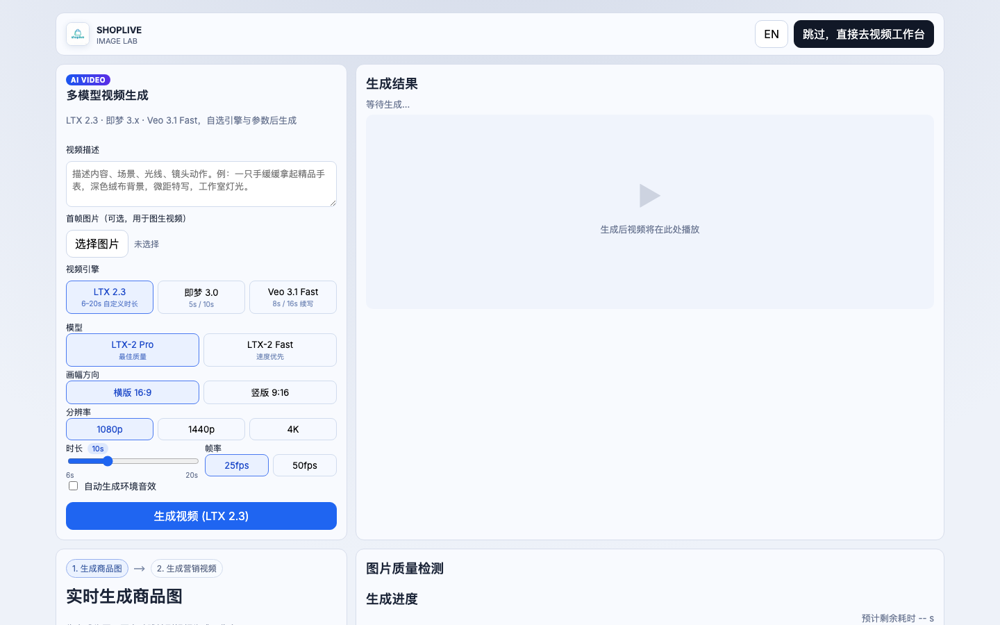 shoplive
SHOPLIVE
IMAGE LAB
EN
跳过，直接去视频工作台
AI VIDEO
多模型视频生成
LTX 2.3 · 即梦 3.x · Veo 3.1 Fast，自选引擎与参数后生成
视频描述
描述内容、场景、光线、镜头动作。例：一只手缓缓拿起精品手
表，深色绒布背景，微距特写，工作室灯光。
首帧图片（可选，用于图生视频）
选择图片
未选择
视频引擎
LTX 2.3
6–20s 自定义时长
即梦 3.0
5s / 10s
Veo 3.1 Fast
8s / 16s 续写
模型
LTX-2 Pro
最佳质量
LTX-2 Fast
速度优先
画幅方向
横版 16:9
竖版 9:16
分辨率
1080p
1440p
4K
时长
10s
6s
20s
帧率
25fps
50fps
自动生成环境音效
生成视频 (LTX 2.3)
生成结果
等待生成...
生成后视频将在此处播放
1. 生成商品图
2. 生成营销视频
实时生成商品图
图片质量检测
生成进度
预计剩余耗时 -- s